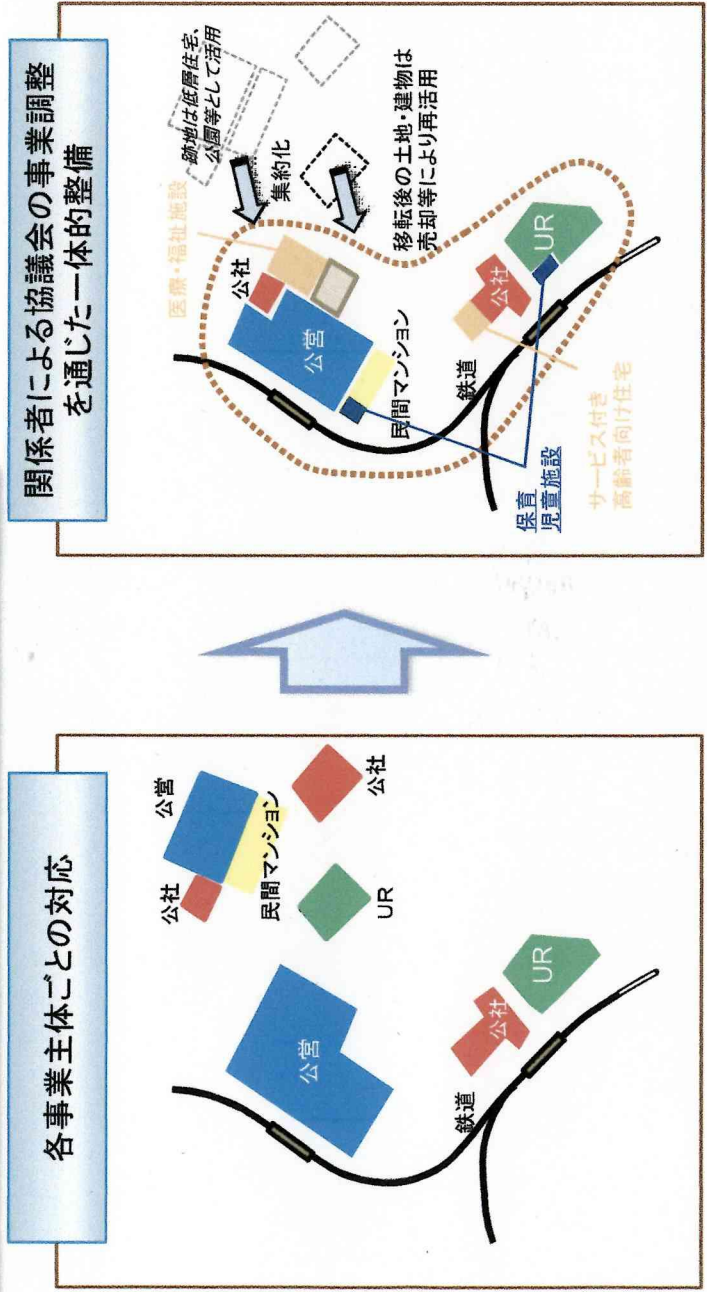 各事業主体ごとの対応
公営
公社
公営
民間マンション
公社
UR
鉄道
公社
UR
関係者による協議会の事業調整
を通じた一体的整備
跡地は低層住宅、
公園等として活用
集約化
医療・福祉施設
公社
公営
民間マンション
移転後の土地・建物は
売却等により再活用
鉄道
公社
UR
保育
児童施設
サービス付き
高齢者向け住宅